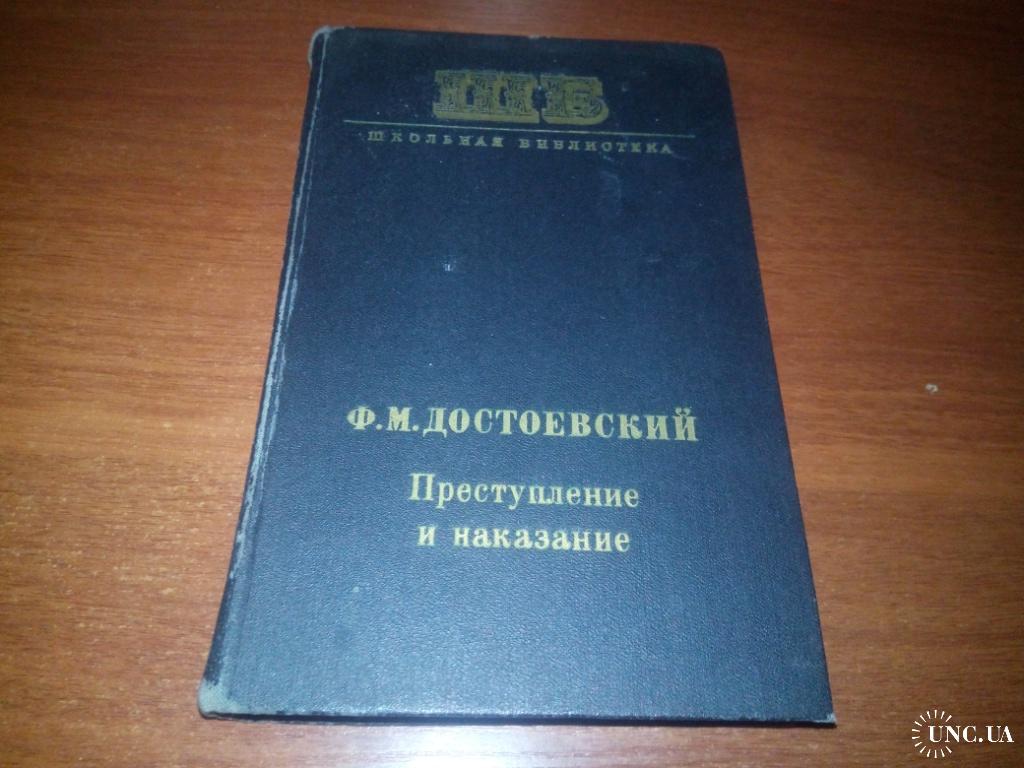 ШБ
ШКОЛЬНАЯ БИБЛИОТЕКА
Ф.М.ДОСТОЕВСКИЙ
Преступление
и наказание
UNC.UA